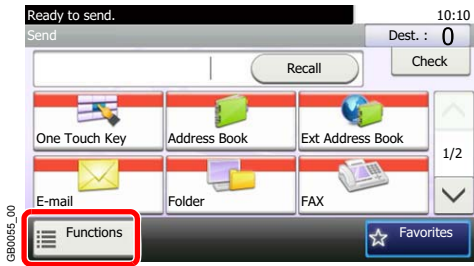 Ready to send.
10:10
Send
Dest. : 0
Recall
Check
One Touch Key
Address Book
Ext Address Book
1/2
E-mail
Folder
FAX
Functions
Favorites
GB0055_00